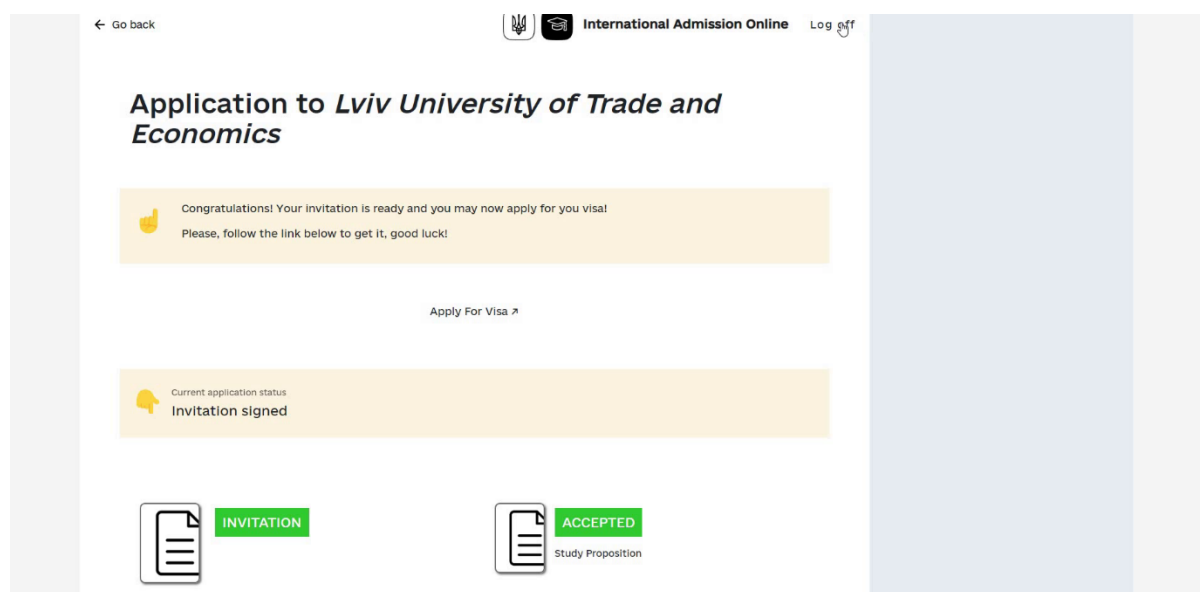 ← Go back
International Admission Online
Log off
Application to Lviv University of Trade and
Economics
Congratulations! Your invitation is ready and you may now apply for you visa!
Please, follow the link below to get it, good luck!
Apply For Visa ↗
Current application status
Invitation signed
INVITATION
ACCEPTED
Study Proposition